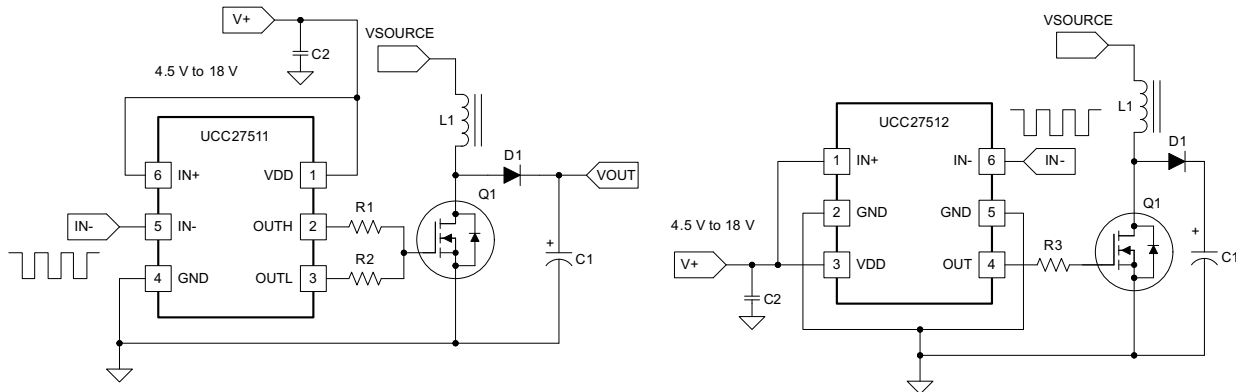 V+
C2
VSOURCE
4.5 V to 18 V
L1
UCC27511
D1
VOUT
6 IN+ VDD 1
Q1
R1
IN- 5 IN- OUTH 2
R2
4 GND OUTL 3
+
C1
VSOURCE
L1
UCC27512
D1
1 IN+ IN- 6 IN-
Q1
2 GND GND 5
4.5 V to 18 V
+
R3
V+ 3 VDD OUT 4
C1
C2